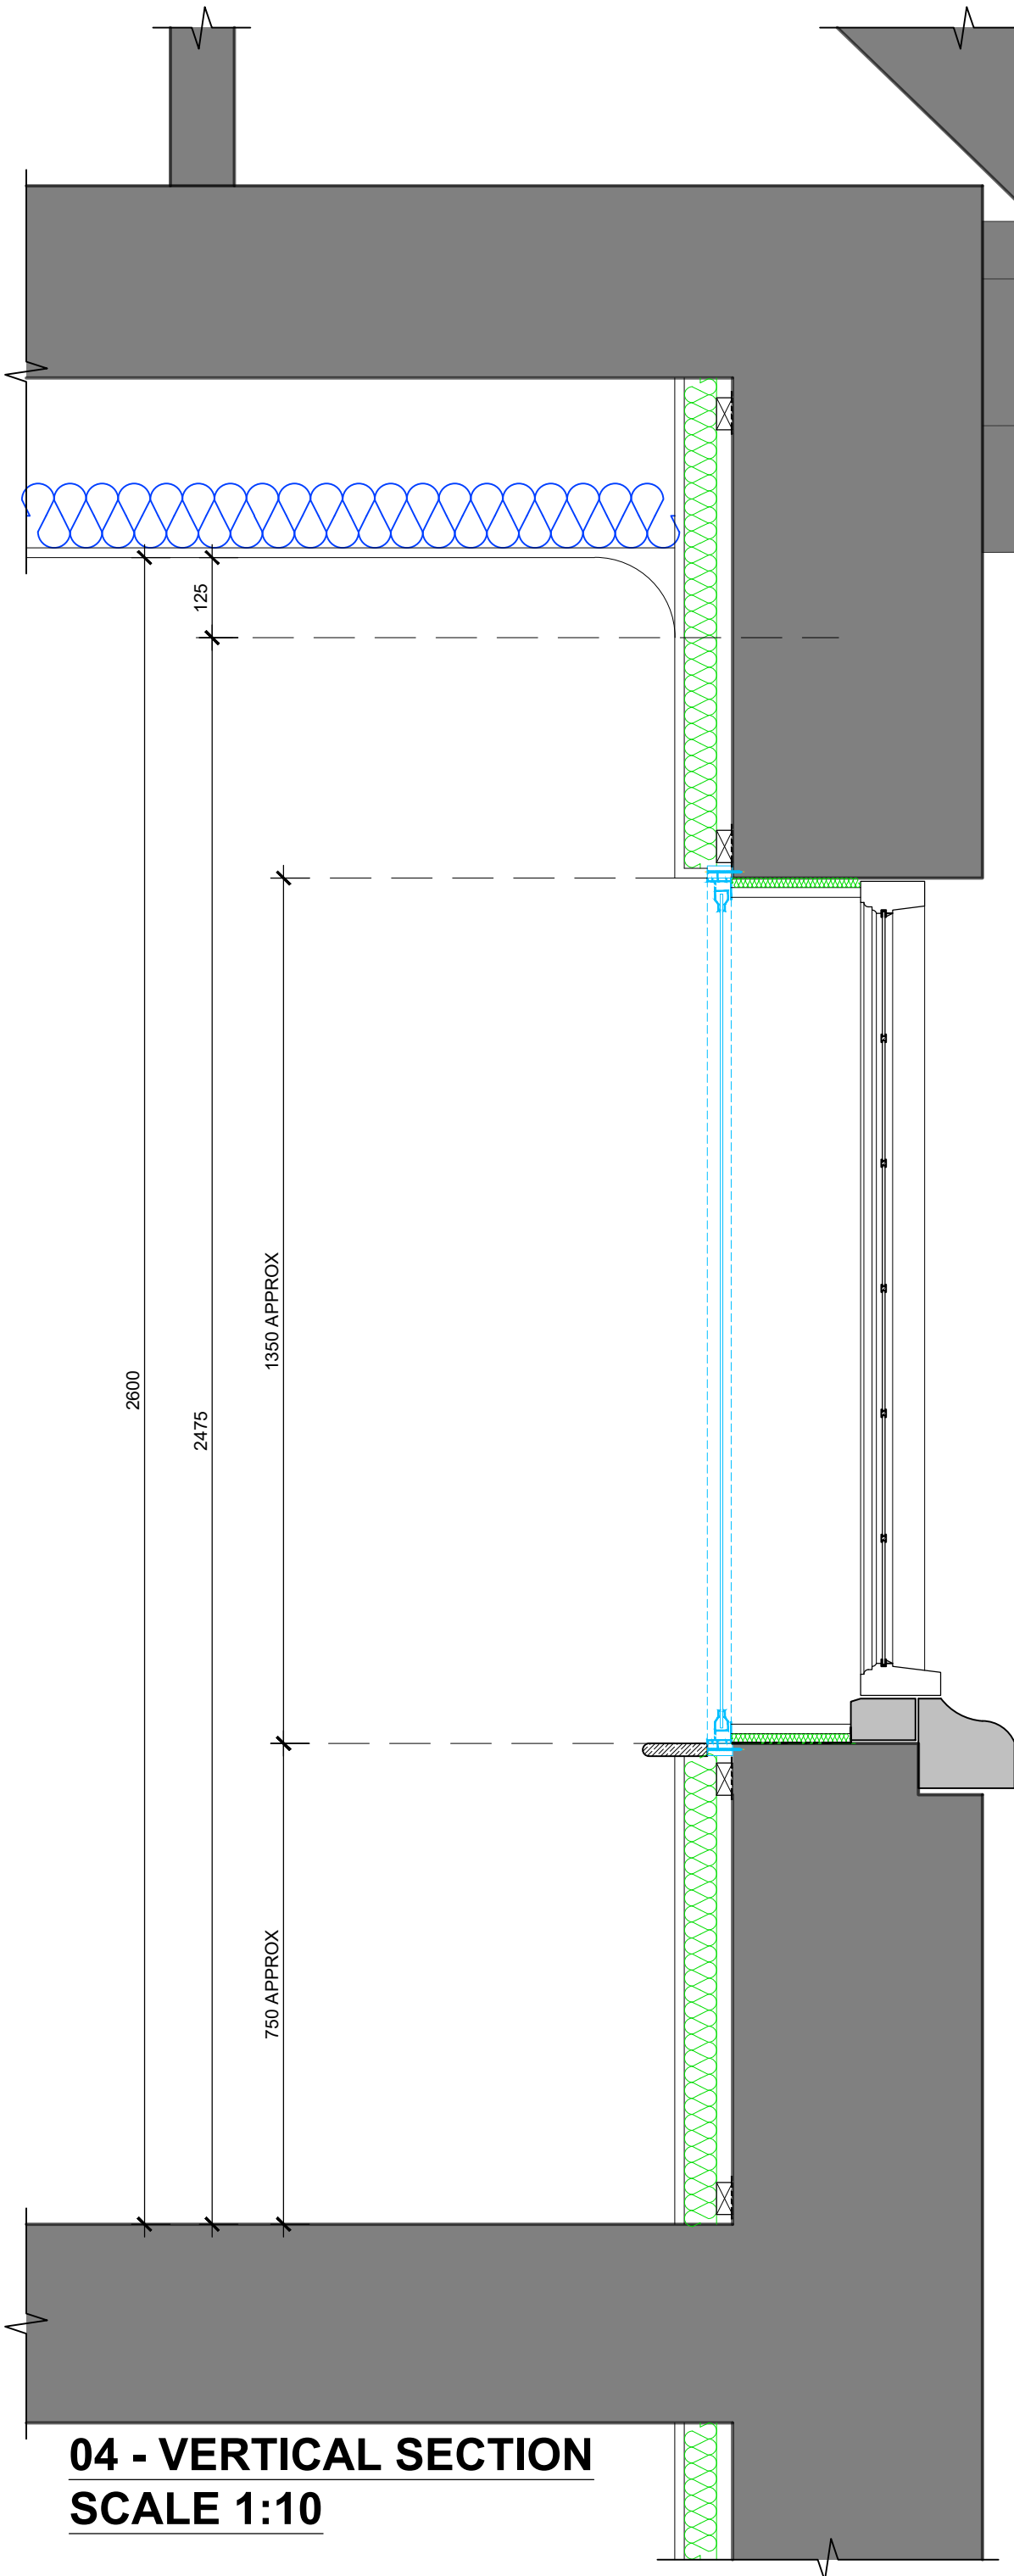 125
1350 APPROX
2600
2475
750 APPROX
04 - VERTICAL SECTION
SCALE 1:10